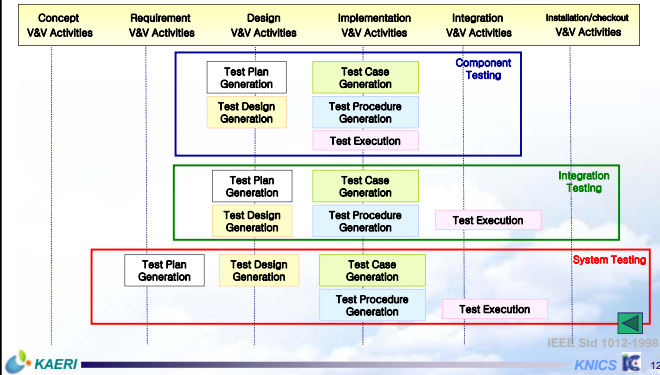 Concept Requirement Design Implementation Integration Installation/checkout
V&V Activities V&V Activities V&V Activities V&V Activities V&V Activities V&V Activities
Component
Testing
Test Plan
Generation
Test Case
Generation
Test Design
Generation
Test Procedure
Generation
Test Execution
Integration
Testing
Test Plan
Generation
Test Case
Generation
Test Design
Generation
Test Procedure
Generation
Test Execution
System Testing
Test Plan
Generation
Test Design
Generation
Test Case
Generation
Test Procedure
Generation
Test Execution
IEEE Std 1012-1998
KAERI
KNICS
12